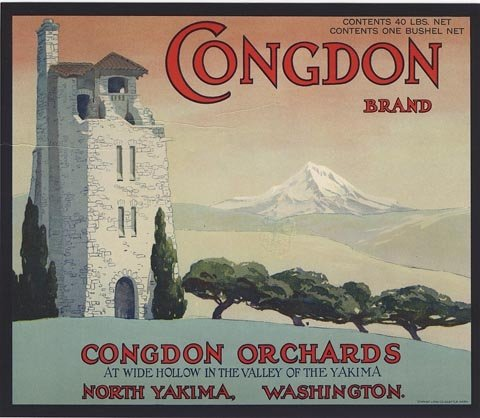 CONTENTS 40 LBS. NET
CONTENTS ONE BUSHEL NET
CONGDON
BRAND
CONGDON ORCHARDS
AT WIDE HOLLOW IN THE VALLEY OF THE YAKIMA
NORTH YAKIMA, WASHINGTON.